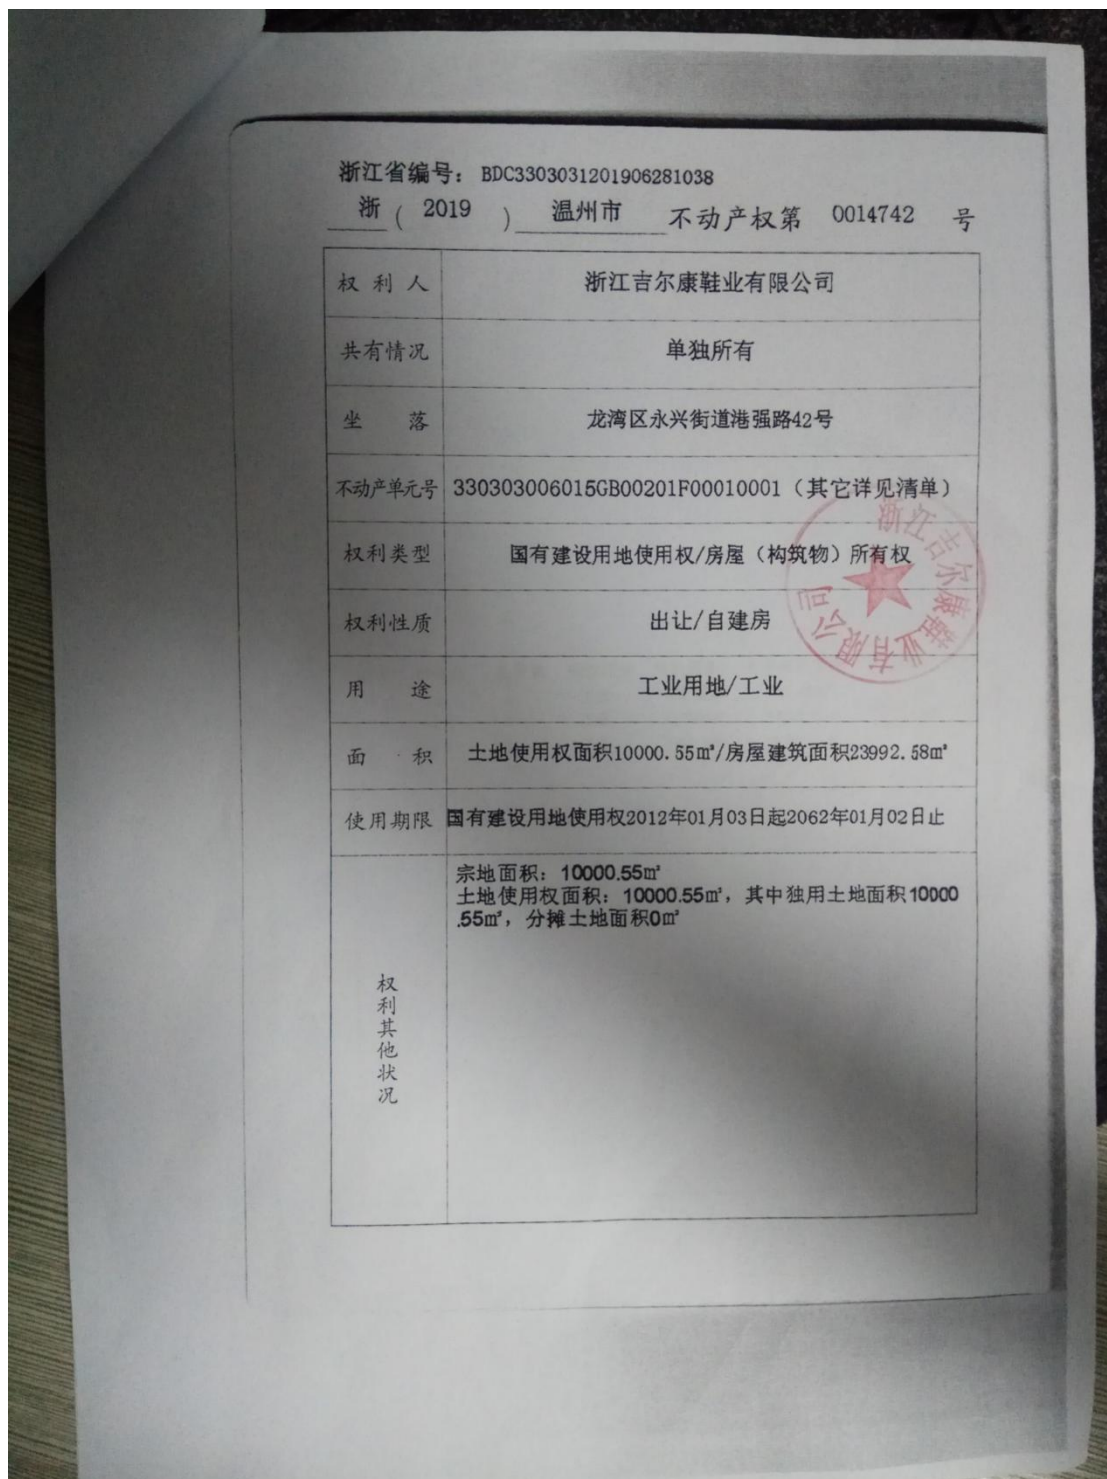 浙江省编号： BDC3303031201906281038
浙（ 2019 ） 温州市 不动产权第 0014742 号
权利人 浙江吉尔康鞋业有限公司
共有情况 单独所有
坐落 龙湾区永兴街道港强路42号
不动产单元号 330303006015GB00201F00010001（其它详见清单）
权利类型 国有建设用地使用权/房屋（构筑物）所有权
权利性质 出让/自建房
用途 工业用地/工业
面积 土地使用权面积10000.55㎡/房屋建筑面积23992.58㎡
使用期限 国有建设用地使用权2012年01月03日起2062年01月02日止
权利其他状况
宗地面积：10000.55㎡
土地使用权面积：10000.55㎡，其中独用土地面积10000
.55㎡，分摊土地面积0㎡
浙江吉尔康鞋业有限公司